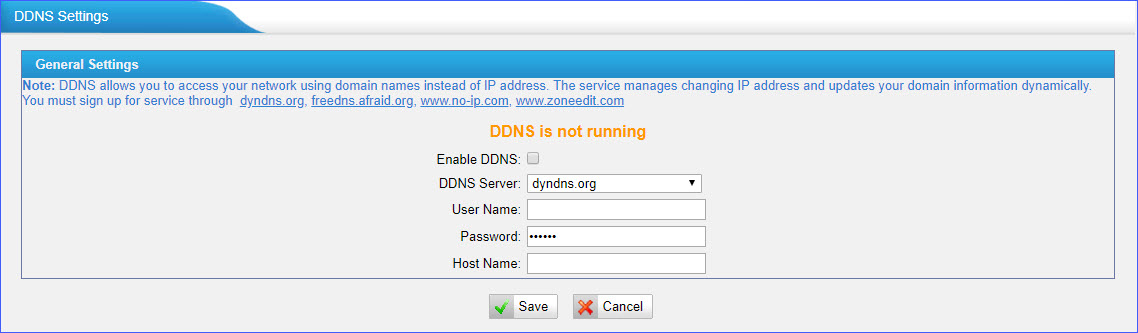 DDNS Settings
General Settings
Note: DDNS allows you to access your network using domain names instead of IP address. The service manages changing IP address and updates your domain information dynamically.
You must sign up for service through dyndns.org, freedns.afraid.org, www.no-ip.com, www.zoneedit.com
DDNS is not running
Enable DDNS:
DDNS Server: dyndns.org
User Name:
Password: ••••••
Host Name:
Save Cancel